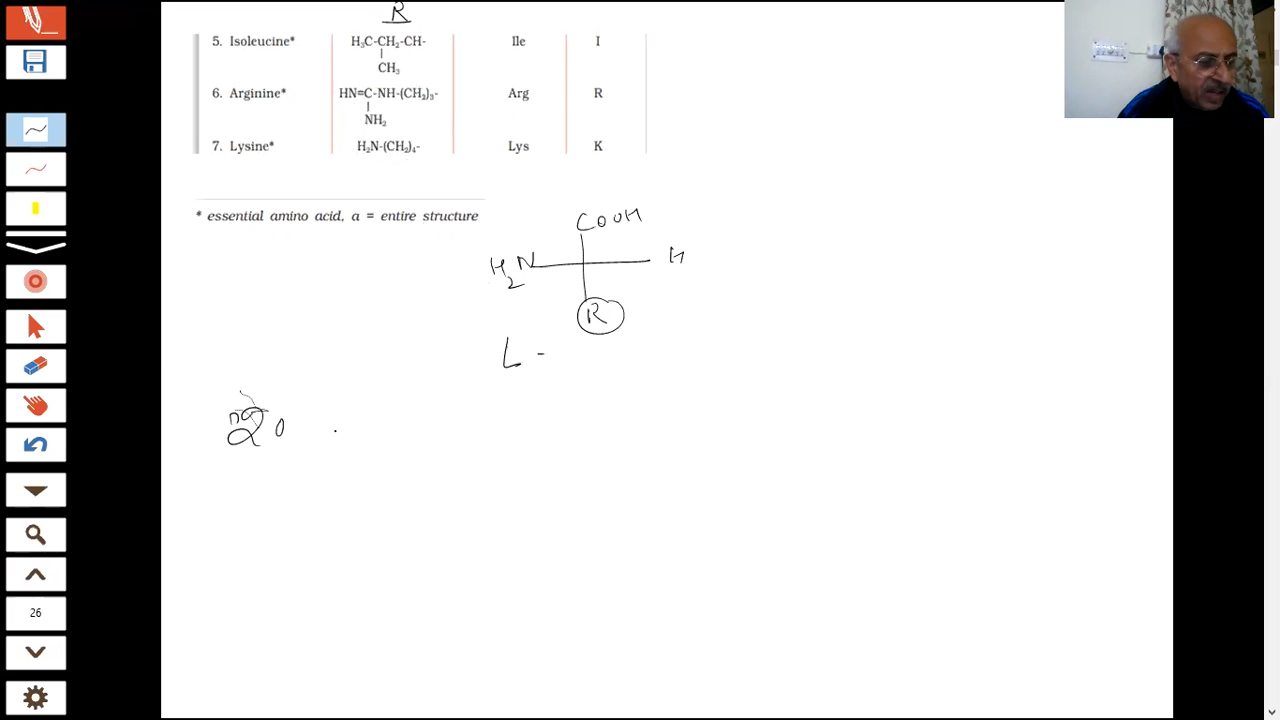 R
5. Isoleucine* H₃C-CH₂-CH- Ile I
|
CH₃
6. Arginine* HN=C-NH-(CH₂)₃- Arg R
|
NH₂
7. Lysine* H₂N-(CH₂)₄- Lys K
* essential amino acid, a = entire structure
COOH
H₂N H
R
L -
20
26